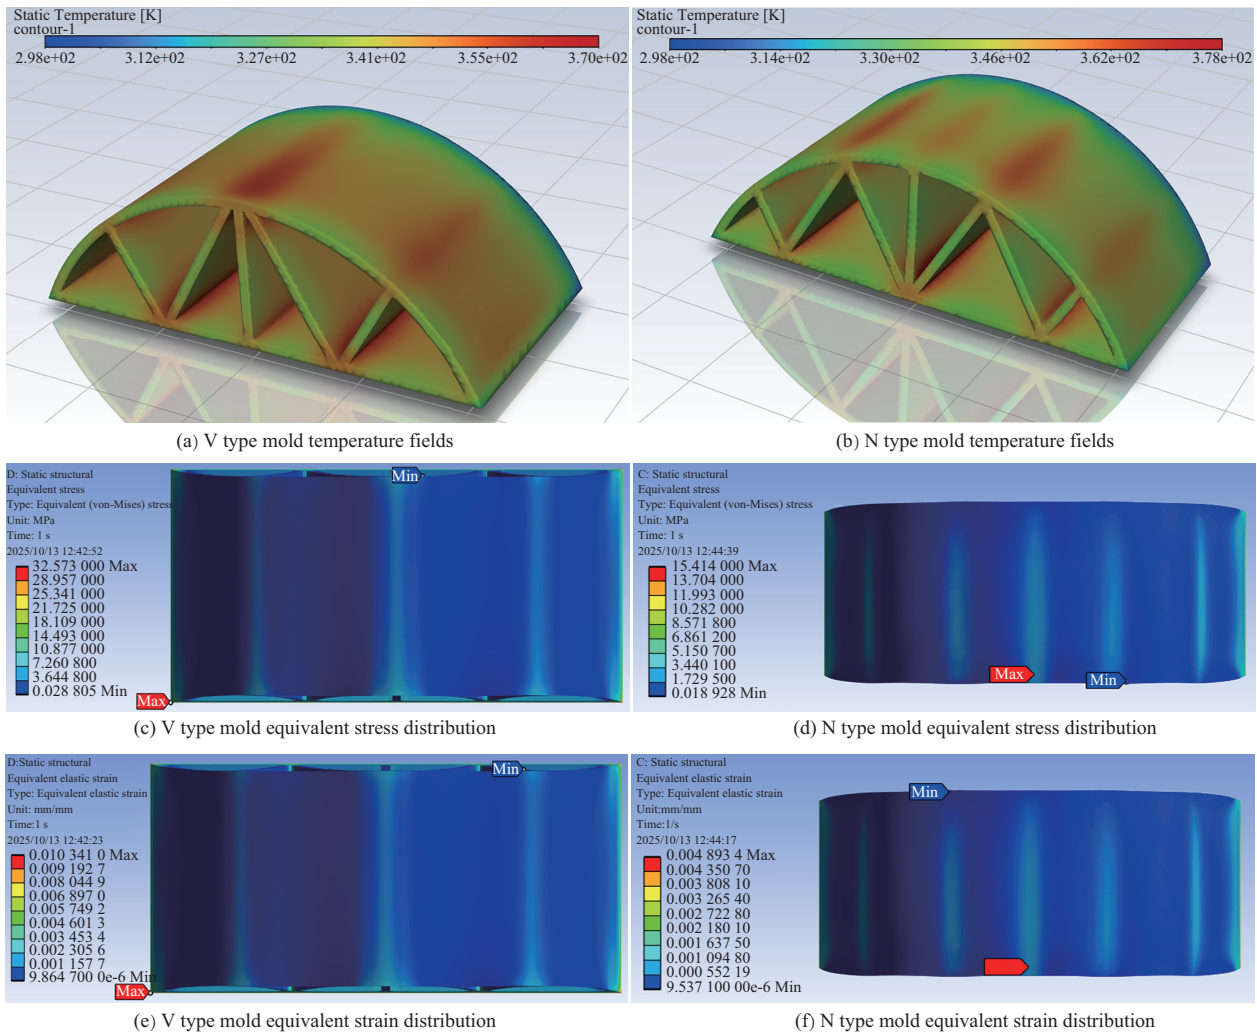 Static Temperature [K]
contour-1
2.98e+02 3.12e+02 3.27e+02 3.41e+02 3.55e+02 3.70e+02
(a) V type mold temperature fields
Static Temperature [K]
contour-1
2.98e+02 3.14e+02 3.30e+02 3.46e+02 3.62e+02 3.78e+02
(b) N type mold temperature fields
D: Static structural
Equivalent stress
Type: Equivalent (von-Mises) stress
Unit: MPa
Time: 1 s
2025/10/13 12:42:52
32.573 000 Max
28.957 000
25.341 000
21.725 000
18.109 000
14.493 000
10.877 000
7.260 800
3.644 800
0.028 805 Min
Min
Max
(c) V type mold equivalent stress distribution
C: Static structural
Equivalent stress
Type: Equivalent (von-Mises) stress
Unit: MPa
Time: 1 s
2025/10/13 12:44:39
15.414 000 Max
13.704 000
11.993 000
10.282 000
8.571 800
6.861 200
5.150 700
3.440 100
1.729 500
0.018 928 Min
Max
Min
(d) N type mold equivalent stress distribution
D:Static structural
Equivalent elastic strain
Type: Equivalent elastic strain
Unit: mm/mm
Time:1 s
2025/10/13 12:42:23
0.010 341 0 Max
0.009 192 7
0.008 044 9
0.006 897 0
0.005 749 2
0.004 601 3
0.003 453 4
0.002 305 6
0.001 157 7
9.864 700 0e-6 Min
Min
Max
(e) V type mold equivalent strain distribution
C: Static structural
Equivalent elastic strain
Type: Equivalent elastic strain
Unit:mm/mm
Time:1/s
2025/10/13 12:44:17
0.004 893 4 Max
0.004 350 70
0.003 808 10
0.003 265 40
0.002 722 80
0.002 180 10
0.001 637 50
0.001 094 80
0.000 552 19
9.537 100 00e-6 Min
Min
(f) N type mold equivalent strain distribution